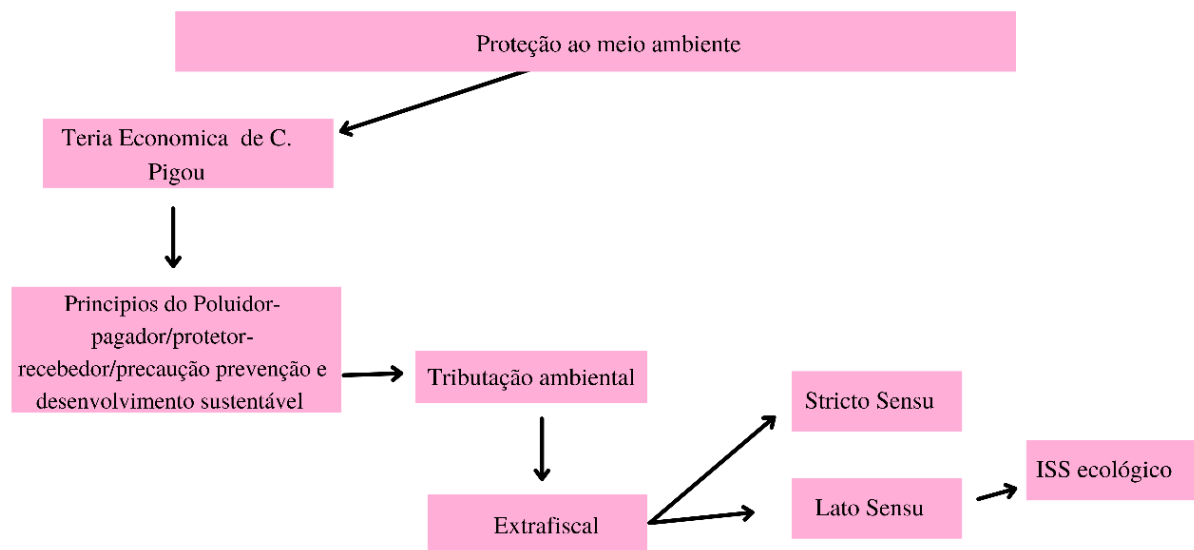 Proteção ao meio ambiente
Teria Economica de C.
Pigou
Principios do Poluidor-
pagador/protetor-
recebedor/precaução prevenção e
desenvolvimento sustentável
Tributação ambiental
Extrafiscal
Stricto Sensu
Lato Sensu
ISS ecológico